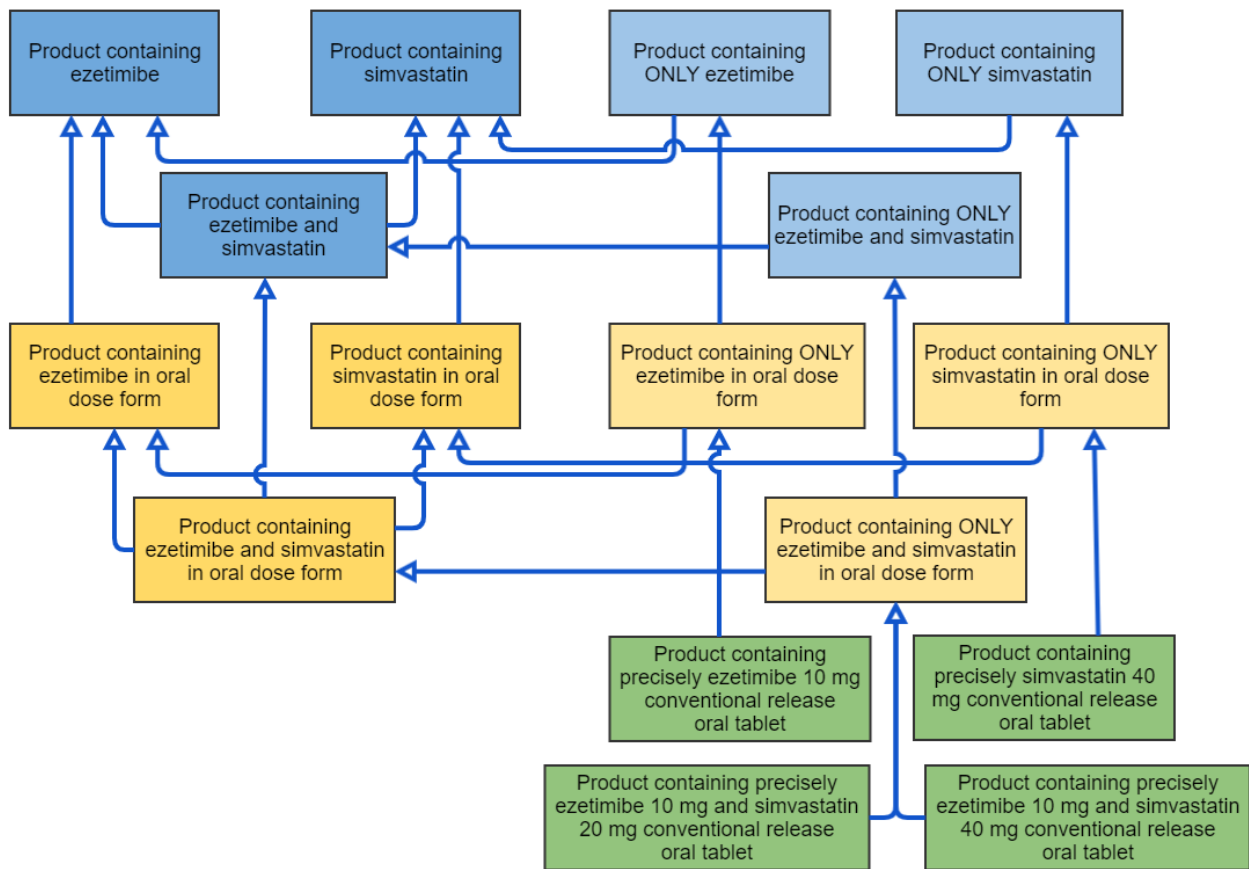 Product containing
ezetimibe
Product containing
simvastatin
Product containing
ONLY ezetimibe
Product containing
ONLY simvastatin
Product containing
ezetimibe and
simvastatin
Product containing ONLY
ezetimibe and simvastatin
Product containing
ezetimibe in oral
dose form
Product containing
simvastatin in oral
dose form
Product containing ONLY
ezetimibe in oral dose
form
Product containing ONLY
simvastatin in oral dose
form
Product containing
ezetimibe and simvastatin
in oral dose form
Product containing ONLY
ezetimibe and simvastatin
in oral dose form
Product containing
precisely ezetimibe 10 mg
conventional release
oral tablet
Product containing
precisely simvastatin 40
mg conventional release
oral tablet
Product containing precisely
ezetimibe 10 mg and simvastatin
20 mg conventional release
oral tablet
Product containing precisely
ezetimibe 10 mg and simvastatin
40 mg conventional release
oral tablet